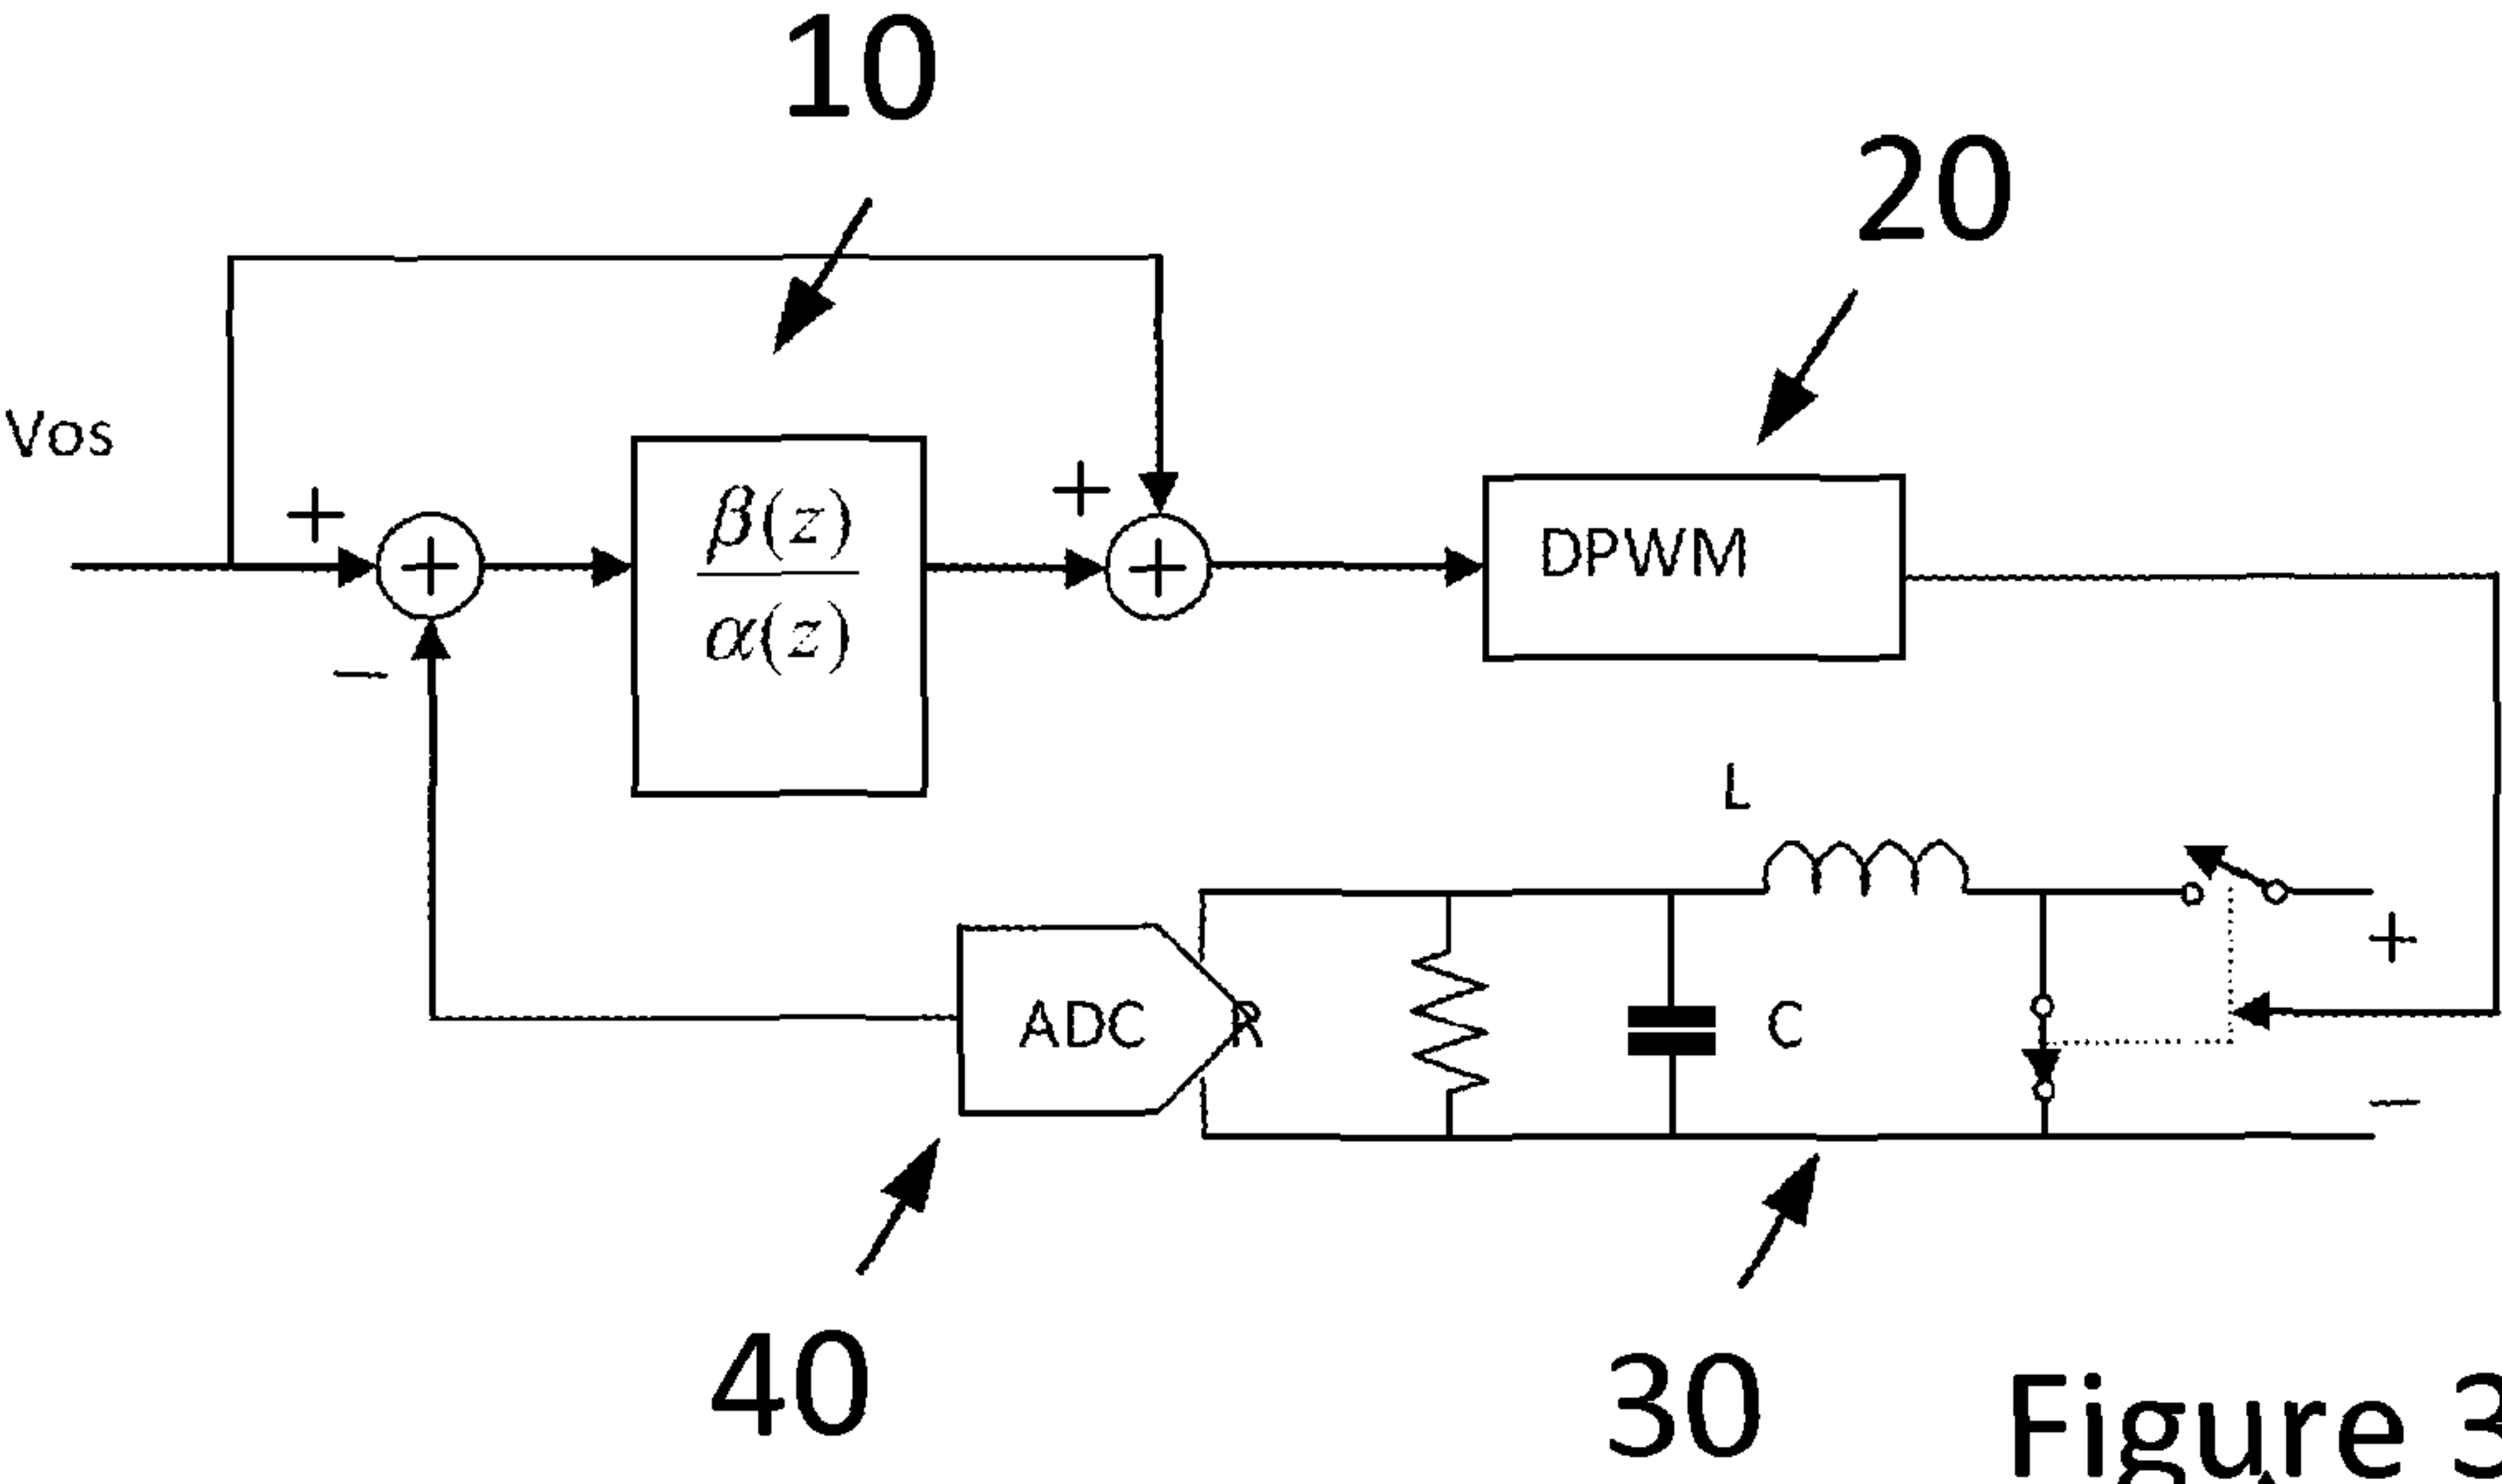 10
20
Vos
+
+
β(z)
α(z)
+
+
DPWM
−
L
+
ADC
R
C
−
40
30
Figure 3